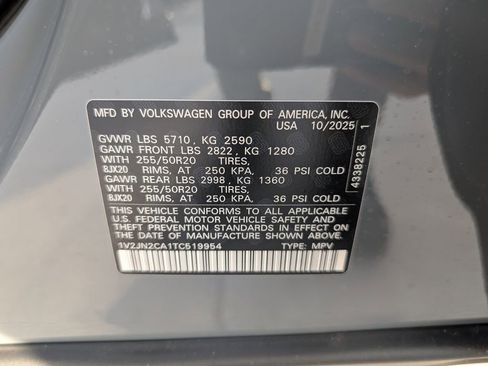 MFD BY VOLKSWAGEN GROUP OF AMERICA, INC.
USA 10/2025
GVWR LBS 5710, KG 2590
GAWR FRONT LBS 2822, KG 1280
WITH 255/50R20 TIRES,
8JX20 RIMS, AT 250 KPA, 36 PSI COLD
GAWR REAR LBS 2998, KG 1360
WITH 255/50R20 TIRES,
8JX20 RIMS, AT 250 KPA, 36 PSI COLD
THIS VEHICLE CONFORMS TO ALL APPLICABLE
U.S. FEDERAL MOTOR VEHICLE SAFETY AND
THEFT PREVENTION STANDARDS IN EFFECT ON
THE DATE OF MANUFACTURE SHOWN ABOVE.
1V2JN2CA1TC519954 TYPE: MPV
4338225 1